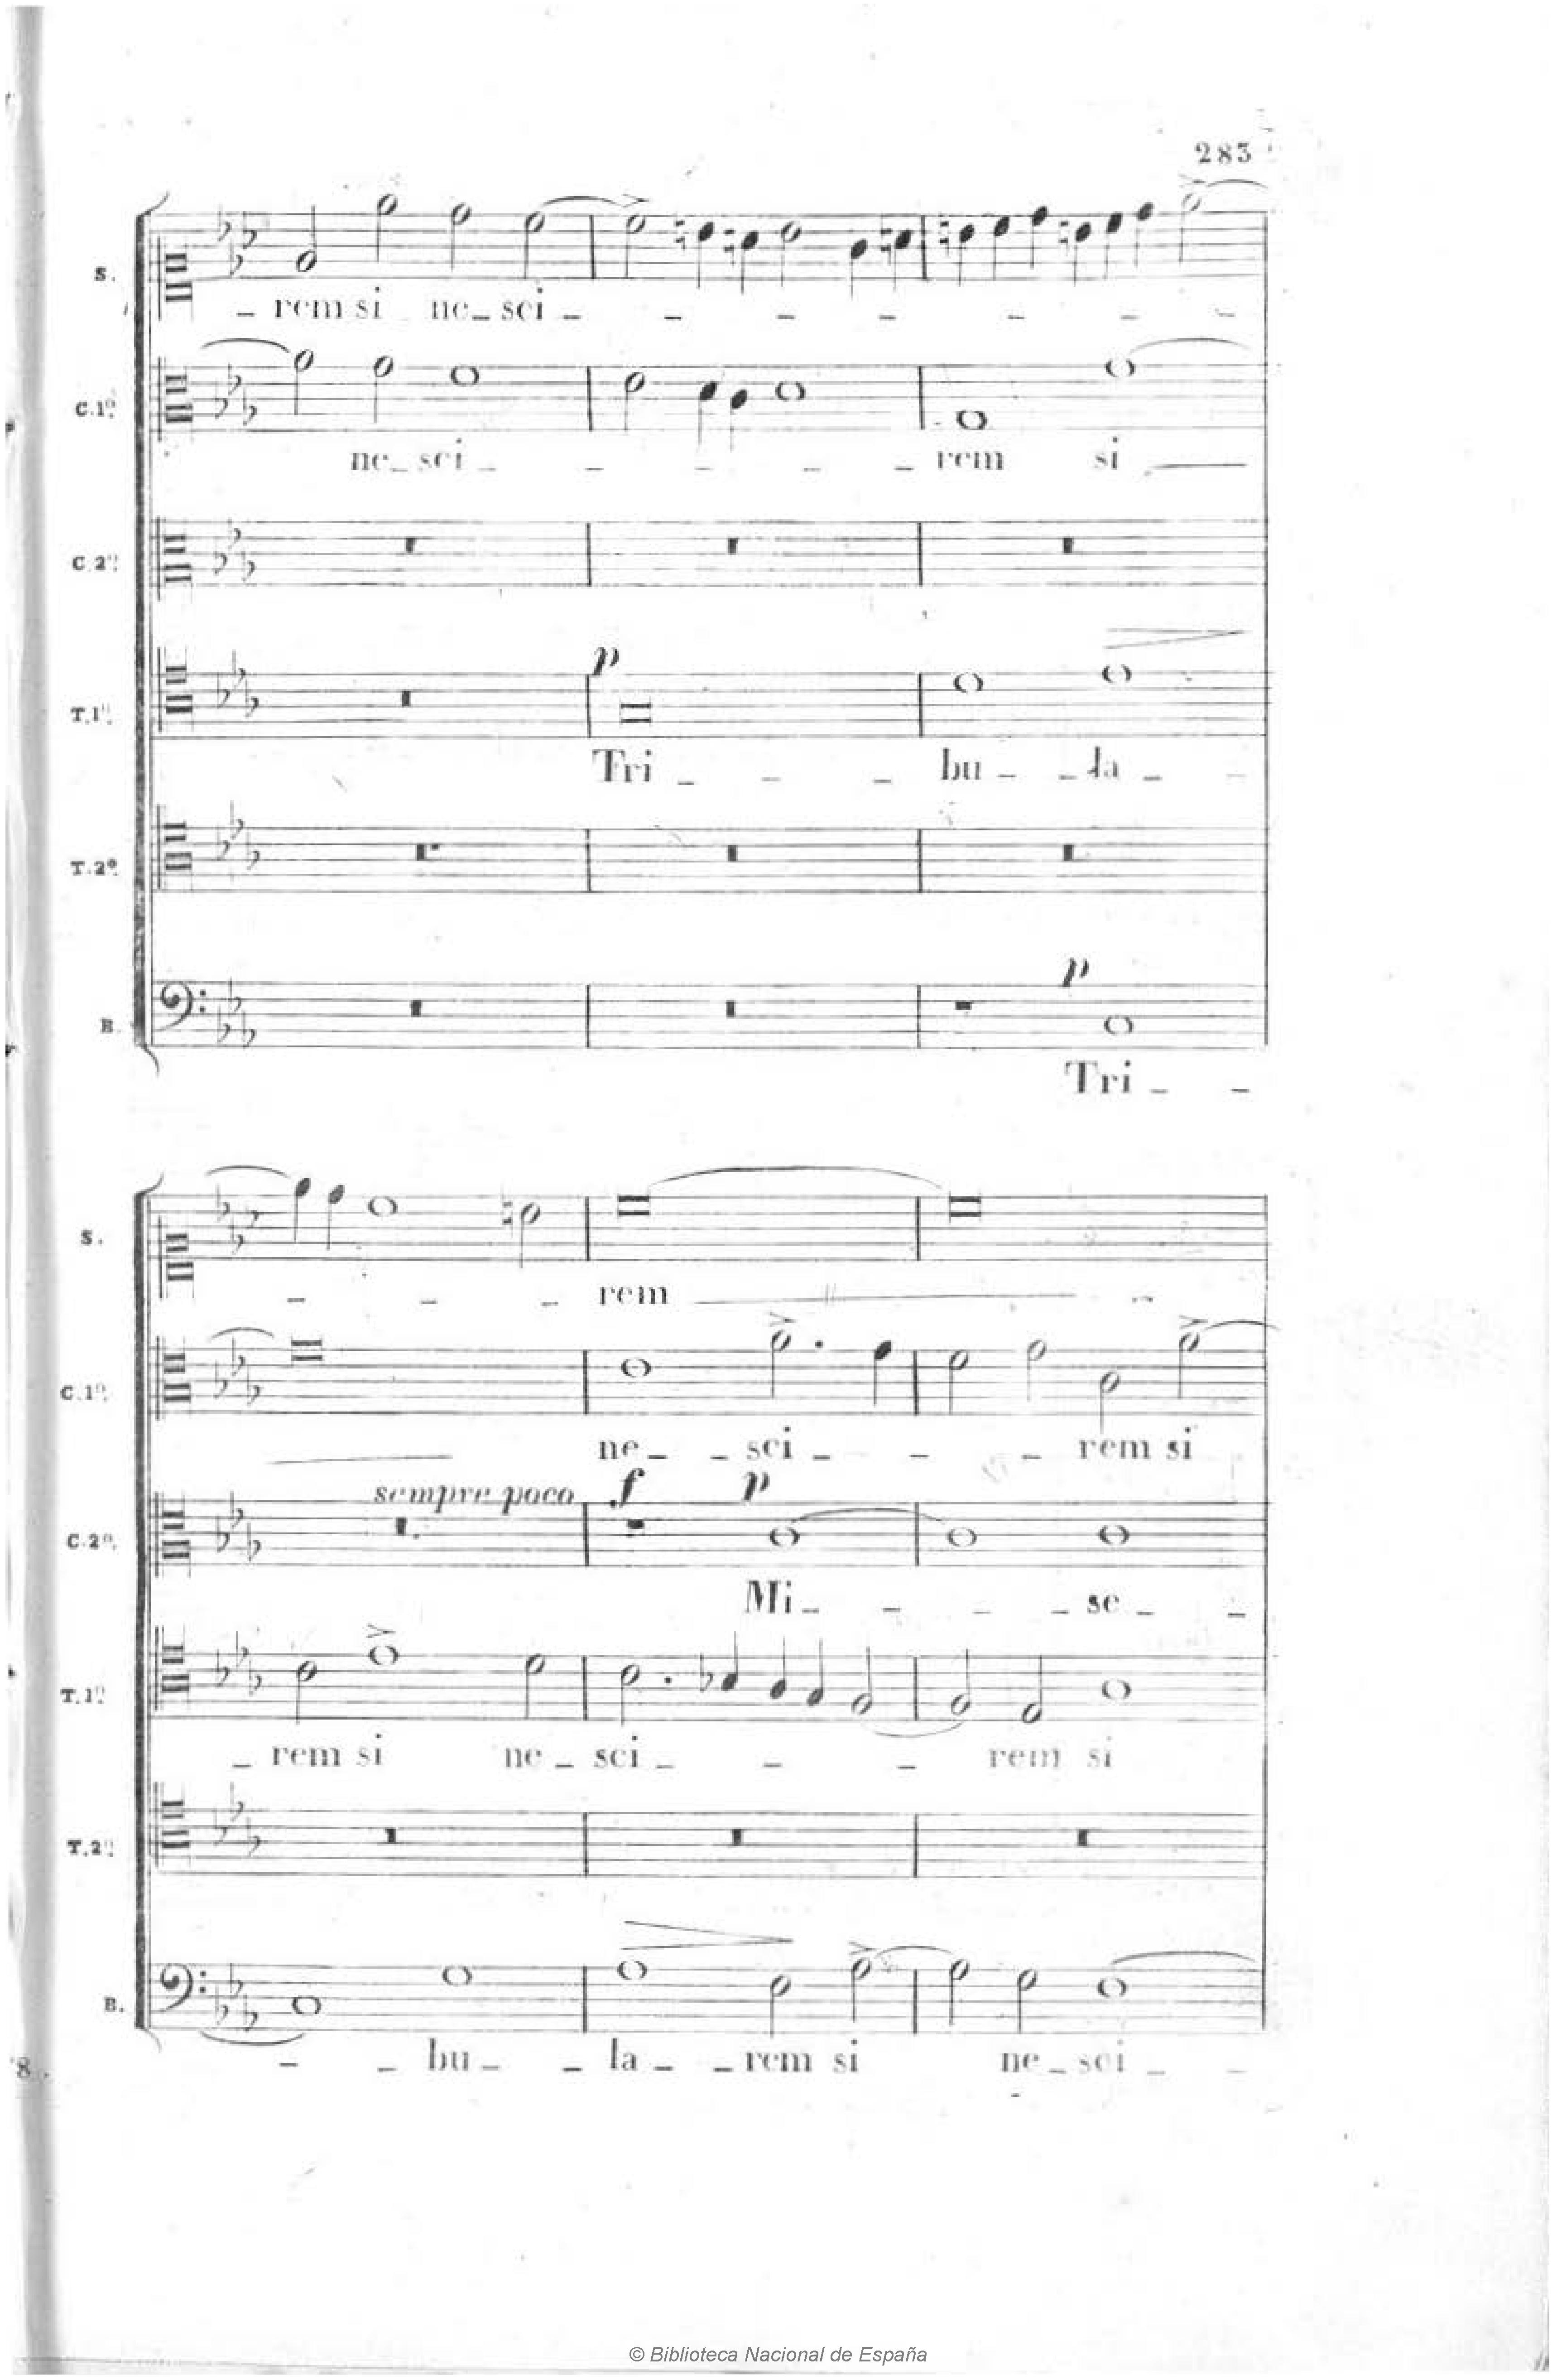 283
S.
_ rem si ne_ sci _ _ _ _ _ _ _
C.1º
ne_ sci _ _ _ _ _ rem si
C.2º
p
T.1º
Tri _ _ _ bu _ _ la _ _
T.2º
p
B.
Tri _ _
S.
_ _ _ rem
C.1º
ne _ _ sci _ _ _ rem si
sempre poco f p
C.2º
Mi _ _ _ _ se _ _
T.1º
_ rem si ne _ sci _ _ _ rem si
T.2º
B.
_ _ bu _ _ la _ _ rem si ne _ sci _ _
8.
© Biblioteca Nacional de España